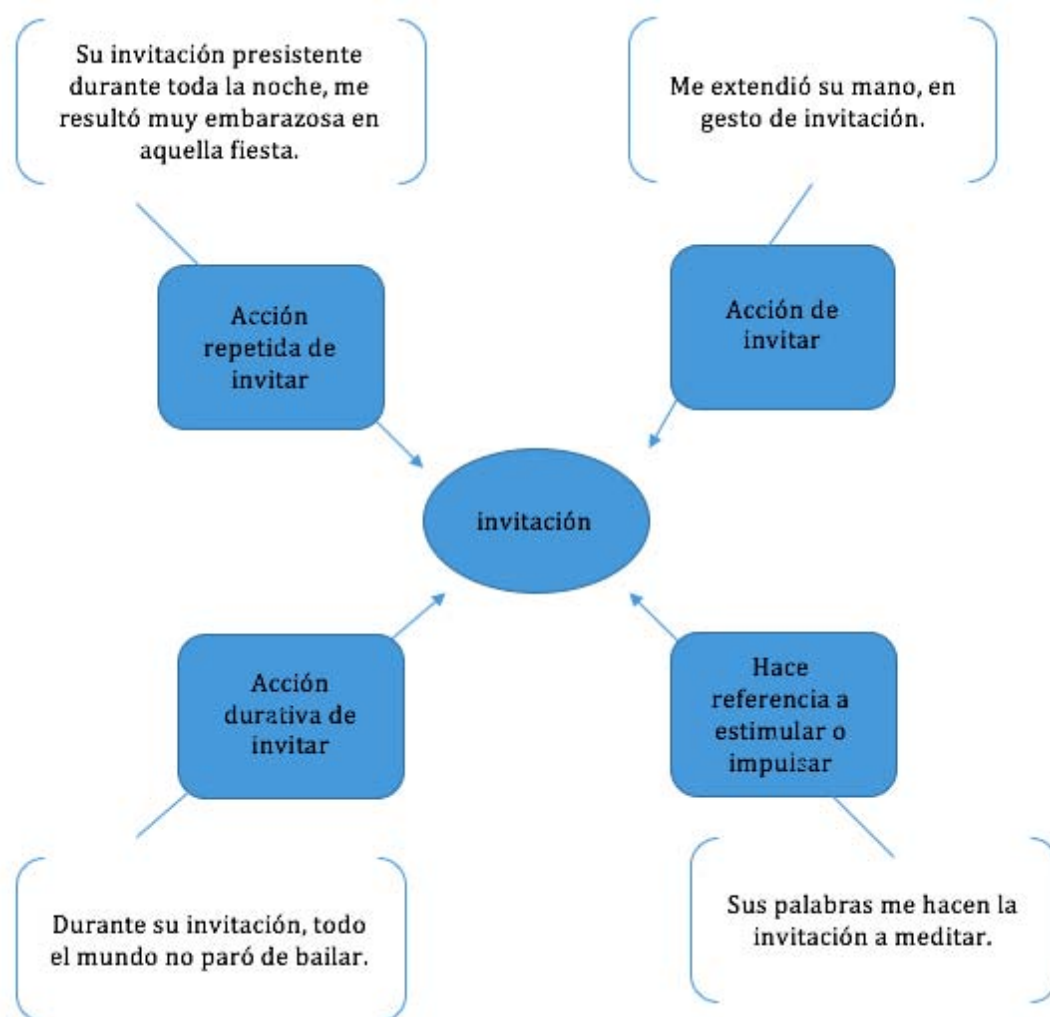 Su invitación presistente
durante toda la noche, me
resultó muy embarazosa en
aquella fiesta.
Me extendió su mano, en
gesto de invitación.
Acción
repetida de
invitar
Acción de
invitar
invitación
Acción
durativa de
invitar
Hace
referencia a
estimular o
impuisar
Durante su invitación, todo
el mundo no paró de bailar.
Sus palabras me hacen la
invitación a meditar.